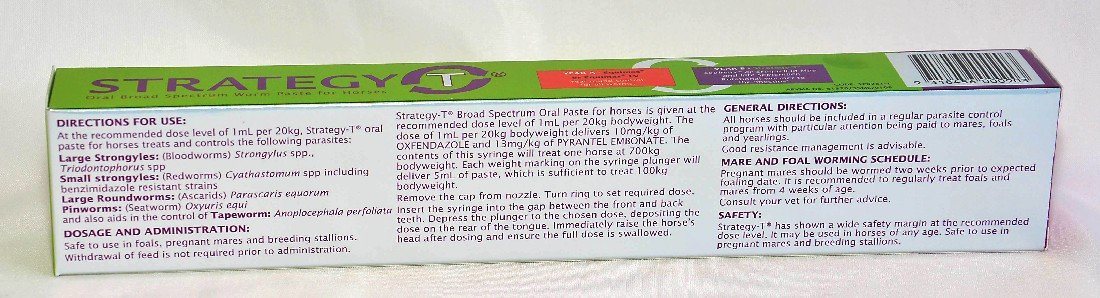 STRATEGY T®
Oral Broad Spectrum Worm Paste for Horses
DIRECTIONS FOR USE:
At the recommended dose level of 1mL per 20kg, Strategy-T® oral
paste for horses treats and controls the following parasites:
Large Strongyles: (Bloodworms) Strongylus spp.,
Triodontophorus spp
Small strongyles: (Redworms) Cyathostomum spp including
benzimidazole resistant strains
Large Roundworms: (Ascarids) Parascaris equorum
Pinworms: (Seatworm) Oxyuris equi
and also aids in the control of Tapeworm: Anoplocephala perfoliata
DOSAGE AND ADMINISTRATION:
Safe to use in foals, pregnant mares and breeding stallions.
Withdrawal of feed is not required prior to administration.
Strategy-T® Broad Spectrum Oral Paste for horses is given at the
recommended dose level of 1mL per 20kg bodyweight. The
dose of 1mL per 20kg bodyweight delivers 10mg/kg of
OXFENDAZOLE and 13mg/kg of PYRANTEL EMBONATE. The
contents of this syringe will treat one horse at 700kg
bodyweight. Each weight marking on the syringe plunger will
deliver 5mL of paste, which is sufficient to treat 100kg
bodyweight.
Remove the cap from nozzle. Turn ring to set required dose.
Insert the syringe into the gap between the front and back
teeth. Depress the plunger to the chosen dose, depositing the
dose on the rear of the tongue. Immediately raise the horse's
head after dosing and ensure the full dose is swallowed.
GENERAL DIRECTIONS:
All horses should be included in a regular parasite control
program with particular attention being paid to mares, foals
and yearlings.
Good resistance management is advisable.
MARE AND FOAL WORMING SCHEDULE:
Pregnant mares should be wormed two weeks prior to expected
foaling date. It is recommended to regularly treat foals and
mares from 4 weeks of age.
Consult your vet for further advice.
SAFETY:
Strategy-T® has shown a wide safety margin at the recommended
dose level. It may be used in horses of any age. Safe to use in
pregnant mares and breeding stallions.